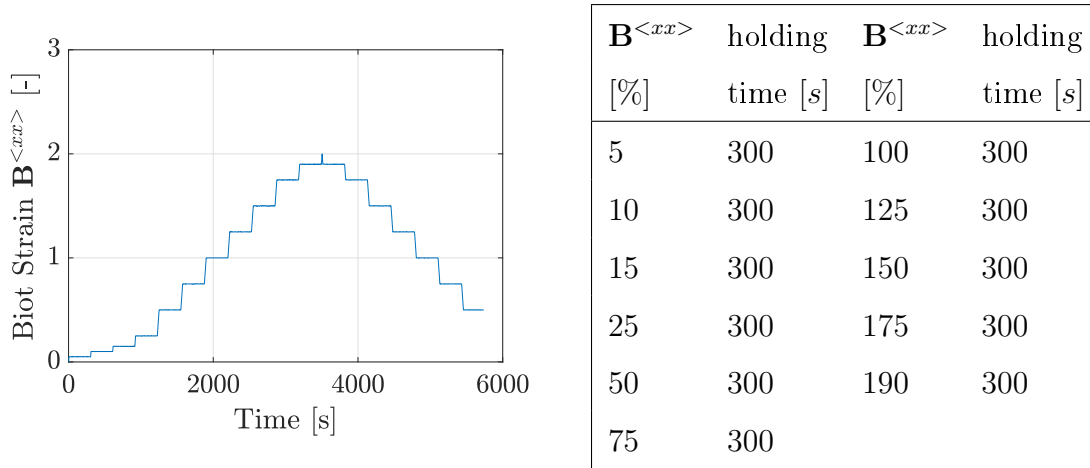 3
2
1
0
0 2000 4000 6000
Time [s]
Biot Strain B^{<xx>} [-]
B^{<xx>} holding B^{<xx>} holding
[%] time [s] [%] time [s]
5 300 100 300
10 300 125 300
15 300 150 300
25 300 175 300
50 300 190 300
75 300